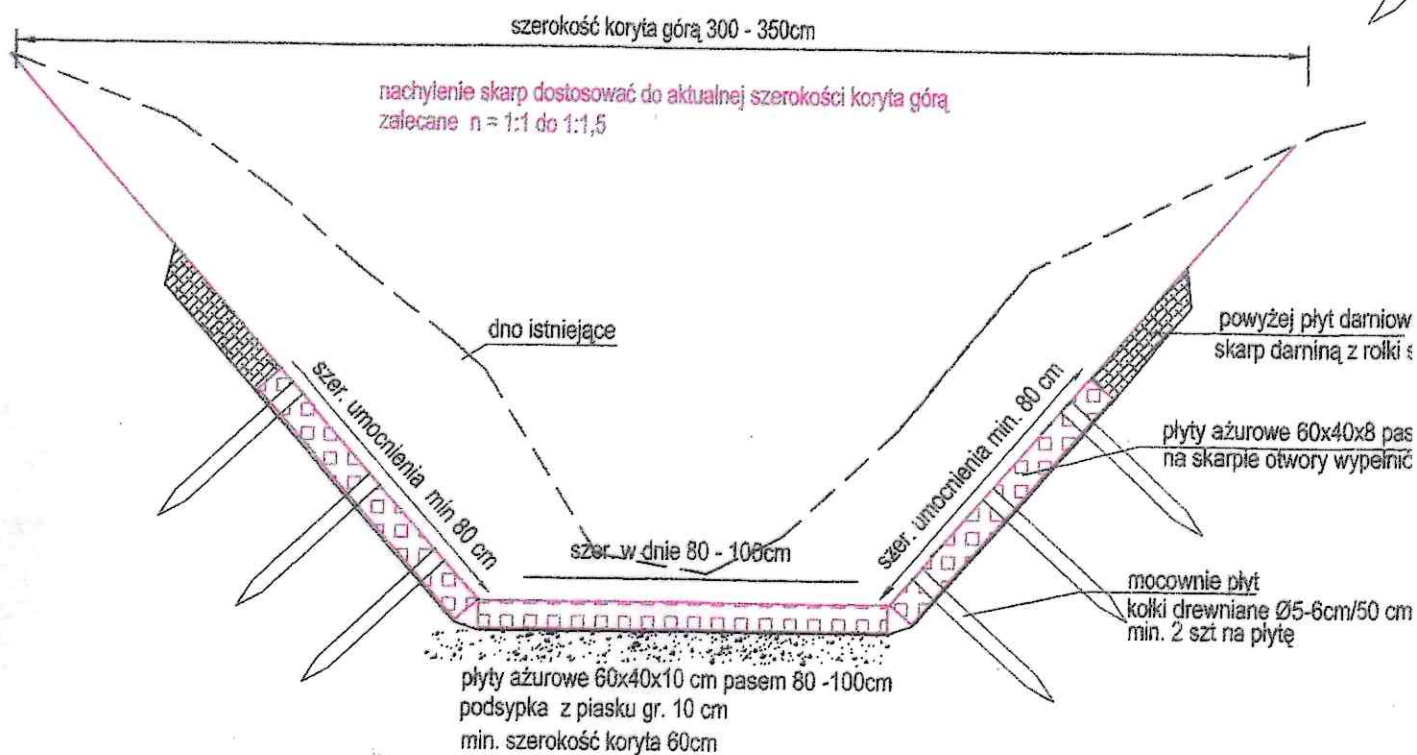 szerokość koryta górą 300 - 350cm
nachylenie skarp dostosować do aktualnej szerokości koryta górą
zalecane n = 1:1 do 1:1,5
dno istniejące
szer. umocnienia min 80 cm
szer. w dnie 80 - 100cm
szer. umocnienia min. 80 cm
powyżej płyt darniow
skarp darniną z rolki s
płyty ażurowe 60x40x8 pas
na skarpie otwory wypełnić
mocownie płyt
kołki drewniane Ø5-6cm/50 cm
min. 2 szt na płytę
płyty ażurowe 60x40x10 cm pasem 80 -100cm
podsypka z piasku gr. 10 cm
min. szerokość koryta 60cm